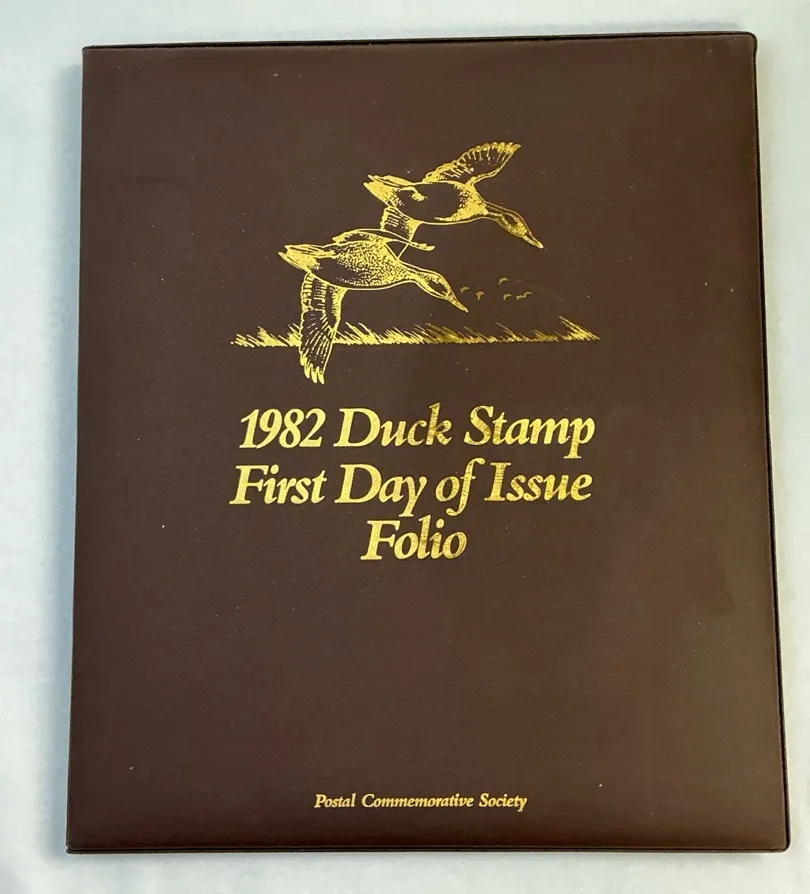 1982 Duck Stamp
First Day of Issue
Folio
Postal Commemorative Society